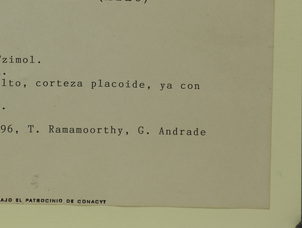 zimol.
lto, corteza placoide, ya con
.
96, T. Ramamoorthy, G. Andrade
AJO EL PATROCINIO DE CONACYT